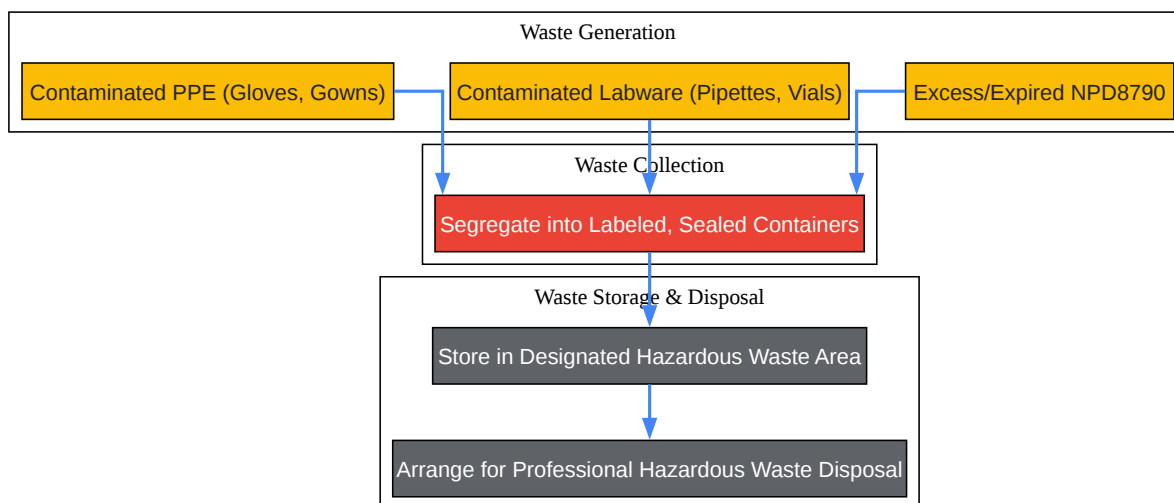 Waste Generation
Contaminated PPE (Gloves, Gowns)
Contaminated Labware (Pipettes, Vials)
Excess/Expired NPD8790
Waste Collection
Segregate into Labeled, Sealed Containers
Waste Storage & Disposal
Store in Designated Hazardous Waste Area
Arrange for Professional Hazardous Waste Disposal